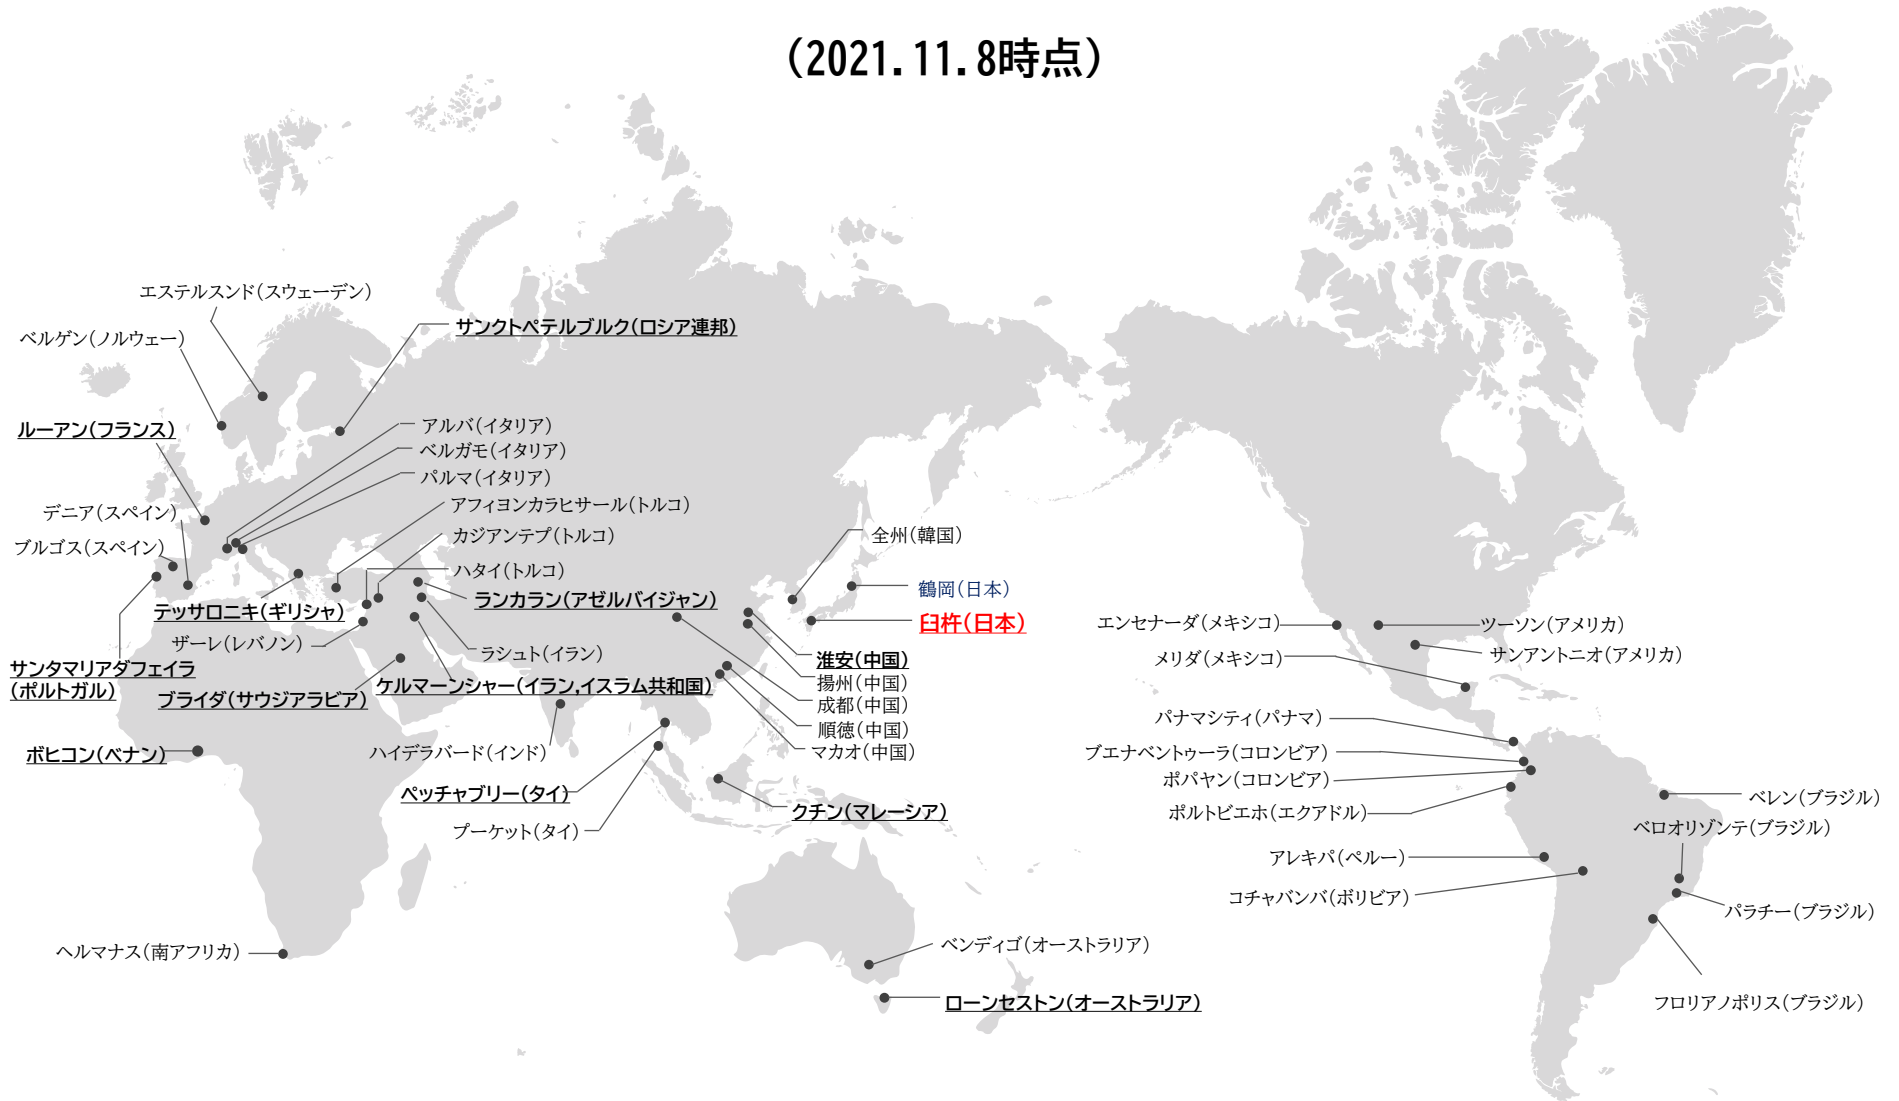 (2021.11.8時点)
エステルスンド(スウェーデン)
サンクトペテルブルク(ロシア連邦)
ベルゲン(ノルウェー)
ルーアン(フランス)
アルバ(イタリア)
ベルガモ(イタリア)
パルマ(イタリア)
アフィヨンカラヒサール(トルコ)
デニア(スペイン)
カジアンテプ(トルコ)
全州(韓国)
ブルゴス(スペイン)
ハタイ(トルコ)
鶴岡(日本)
ランカラン(アゼルバイジャン)
テッサロニキ(ギリシャ)
臼杵(日本)
エンセナーダ(メキシコ)
ツーソン(アメリカ)
ザーレ(レバノン)
ラシュト(イラン)
淮安(中国)
メリダ(メキシコ)
サンアントニオ(アメリカ)
サンタマリアダフェイラ
(ポルトガル)
ブライダ(サウジアラビア)
ケルマーンシャー(イラン,イスラム共和国)
揚州(中国)
成都(中国)
順徳(中国)
マカオ(中国)
パナマシティ(パナマ)
ボヒコン(ベナン)
ハイデラバード(インド)
ブエナベントゥーラ(コロンビア)
ポパヤン(コロンビア)
ペッチャブリー(タイ)
クチン(マレーシア)
ポルトビエホ(エクアドル)
ベレン(ブラジル)
プーケット(タイ)
ベロオリゾンテ(ブラジル)
アレキパ(ペルー)
コチャバンバ(ボリビア)
パラチー(ブラジル)
ヘルマナス(南アフリカ)
ベンディゴ(オーストラリア)
ローンセストン(オーストラリア)
フロリアノポリス(ブラジル)